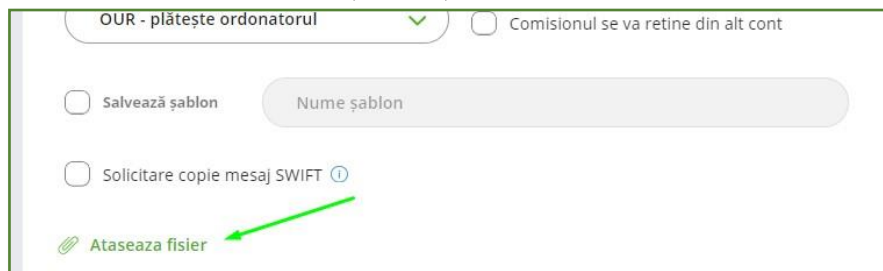 OUR - plătește ordonatorul
Comisionul se va retine din alt cont
Salvează șablon
Nume șablon
Solicitare copie mesaj SWIFT
Ataseaza fisier